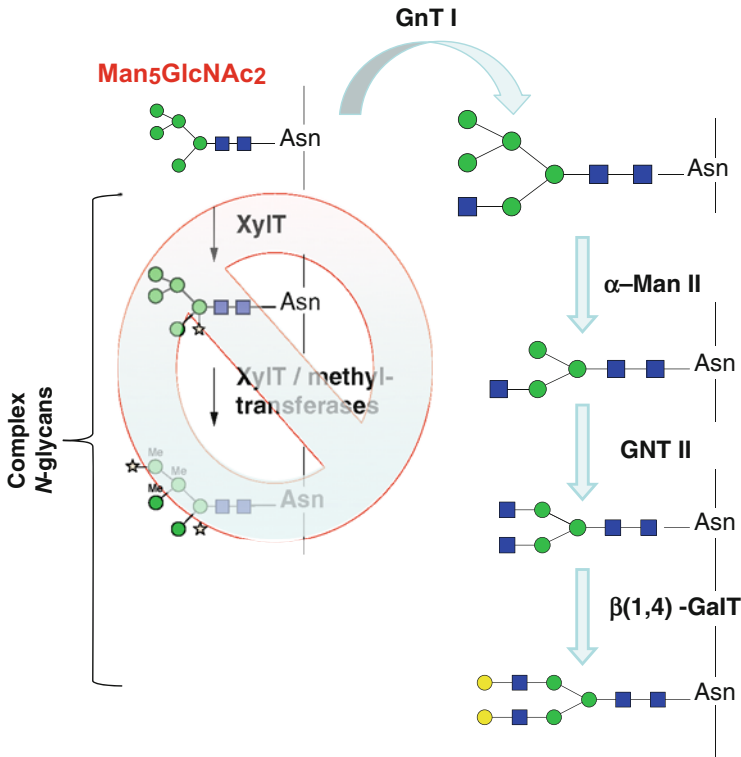 GnT I
Man5GlcNAc2
Asn
Asn
XylT
Asn
α–Man II
Asn
XylT / methyl-
transferases
Complex
N-glycans
GNT II
Me
Me
Me
Asn
Asn
β(1,4) -GalT
Asn